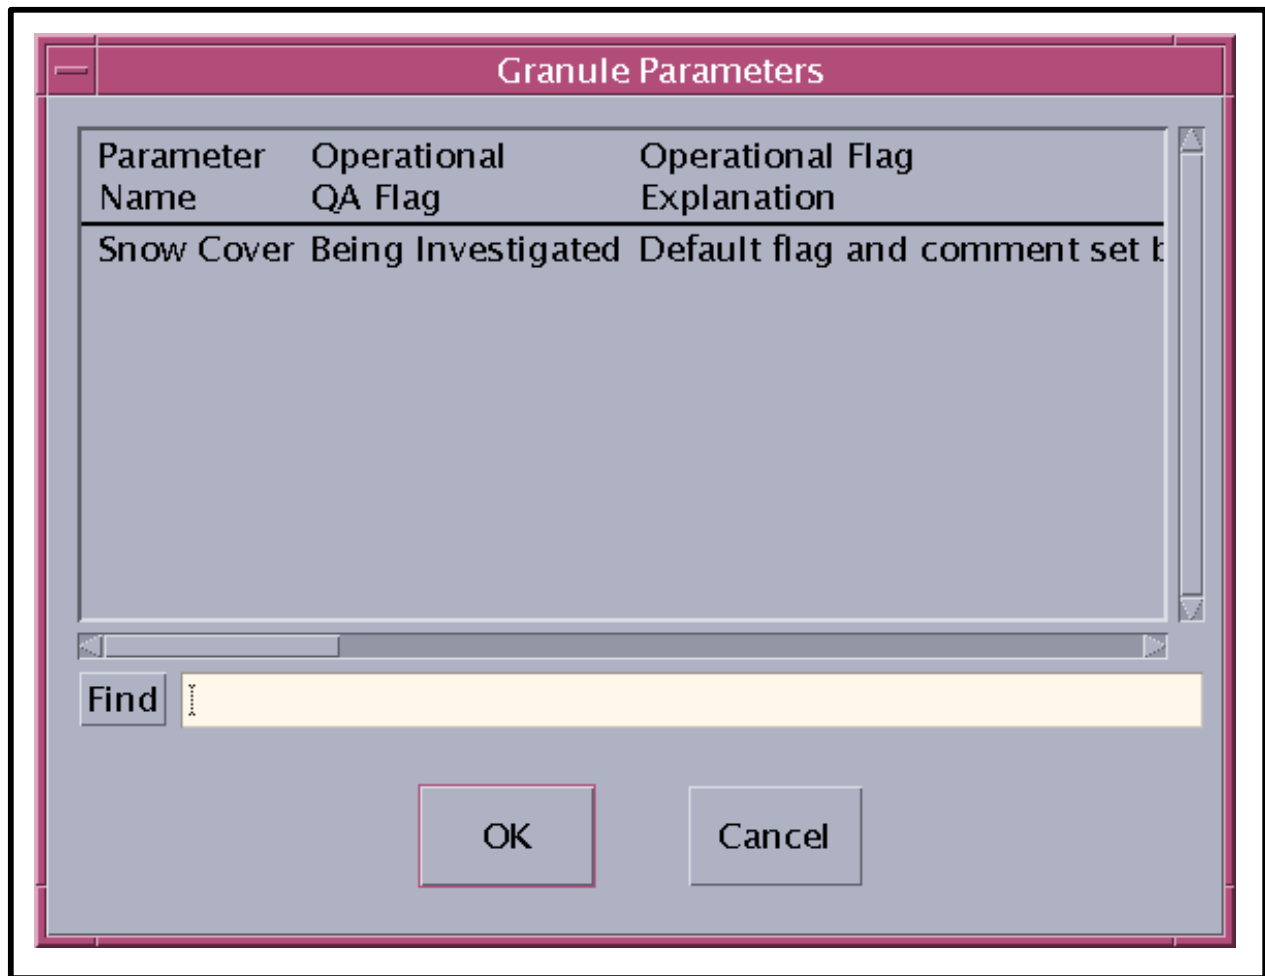 Granule Parameters
Parameter Operational Operational Flag
Name QA Flag Explanation
Snow Cover Being Investigated Default flag and comment set
Find
OK Cancel